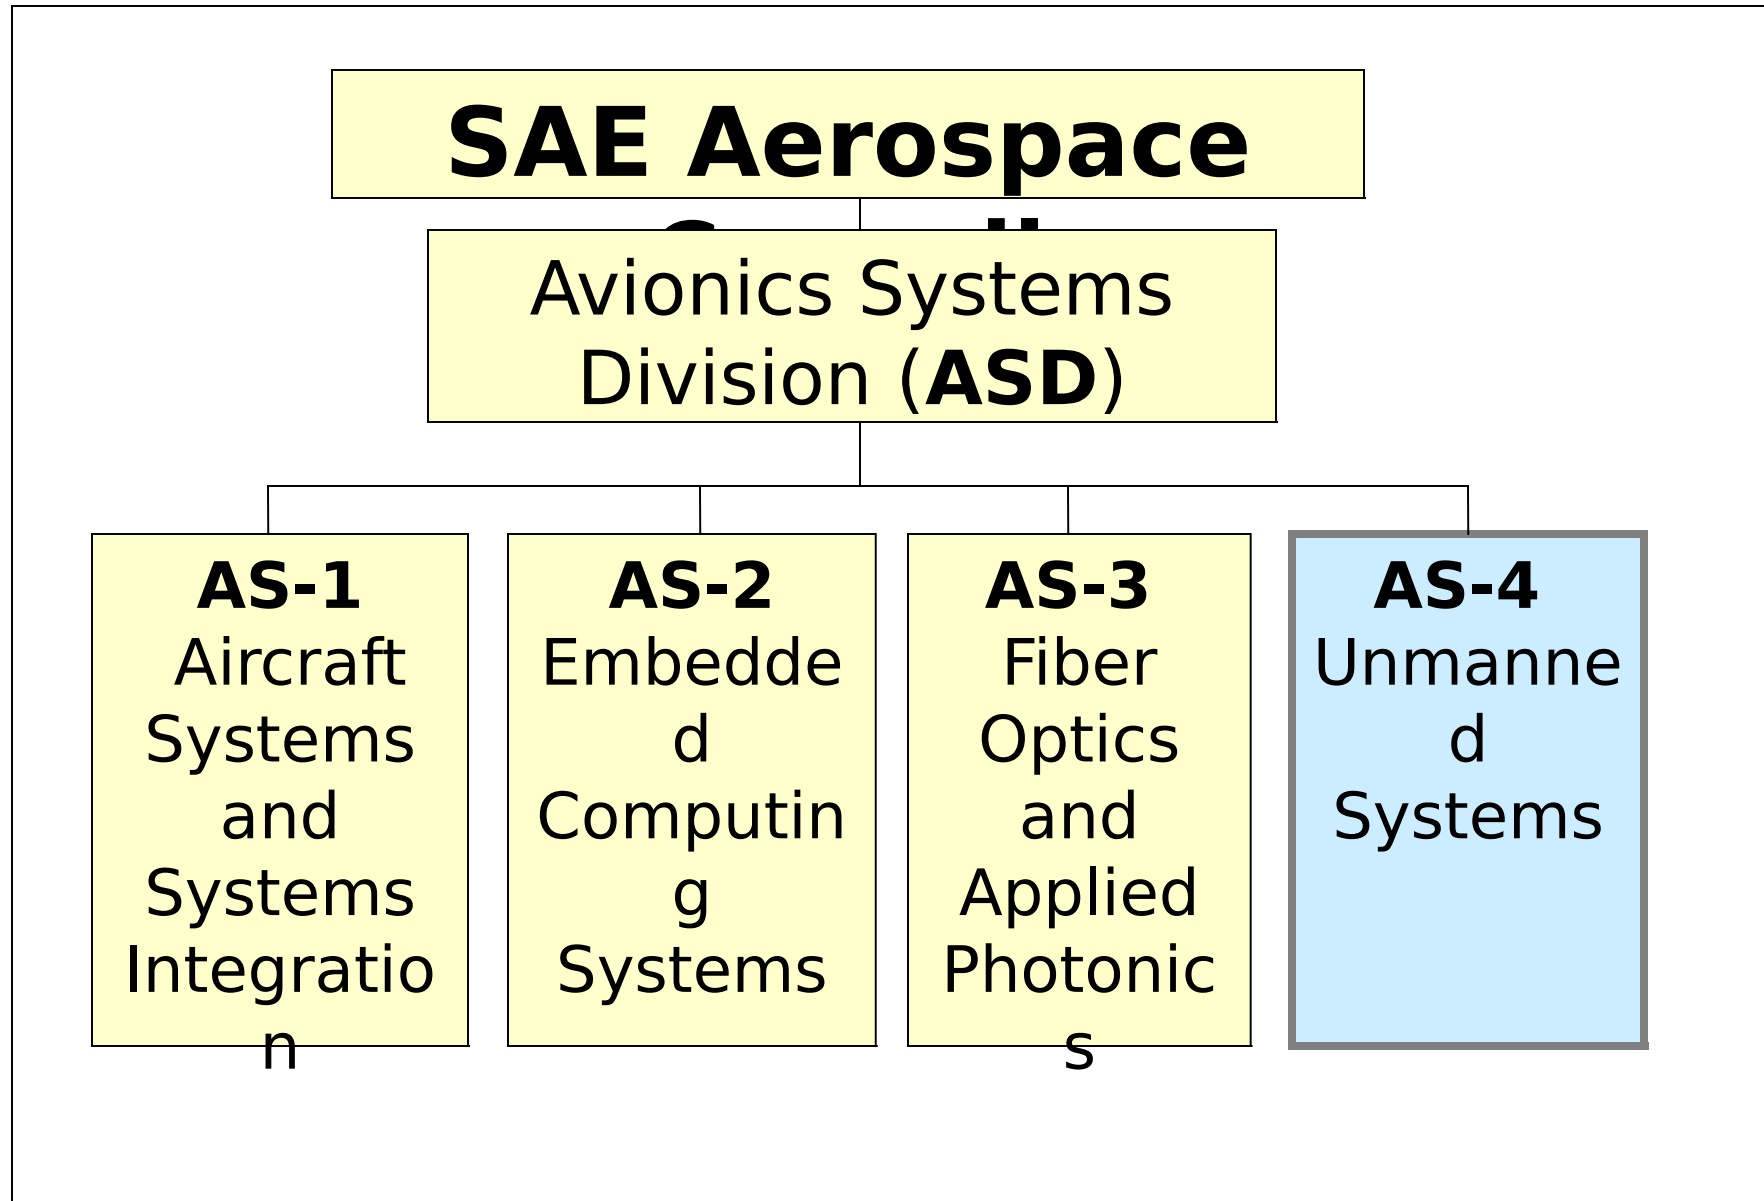 SAE Aerospace
Avionics Systems
Division (ASD)
AS-1
Aircraft
Systems
and
Systems
Integratio
n
AS-2
Embedde
d
Computin
g
Systems
AS-3
Fiber
Optics
and
Applied
Photonic
s
AS-4
Unmanne
d
Systems